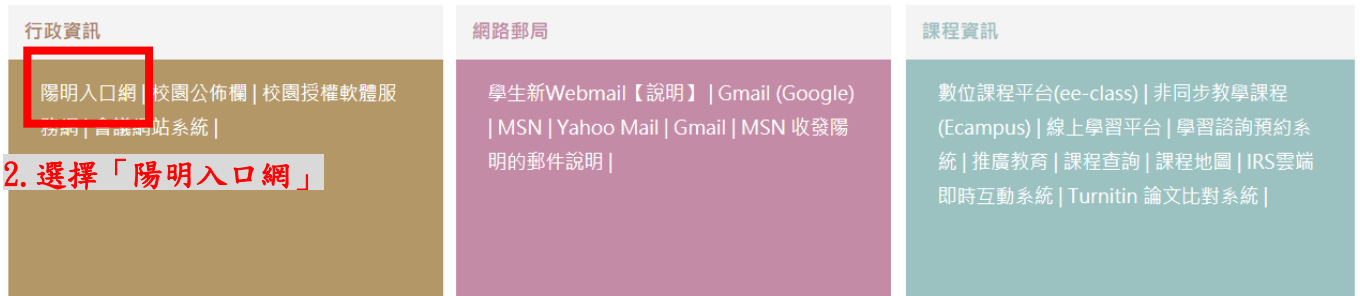 行政資訊
陽明入口網 | 校園公佈欄 | 校園授權軟體服
務網 | 會議網站系統 |
2.選擇「陽明入口網」
網路郵局
學生新Webmail【說明】 | Gmail (Google)
| MSN | Yahoo Mail | Gmail | MSN 收發陽
明的郵件說明 |
課程資訊
數位課程平台(ee-class) | 非同步教學課程
(Ecampus) | 線上學習平台 | 學習諮詢預約系
統 | 推廣教育 | 課程查詢 | 課程地圖 | IRS雲端
即時互動系統 | Turnitin 論文比對系統 |